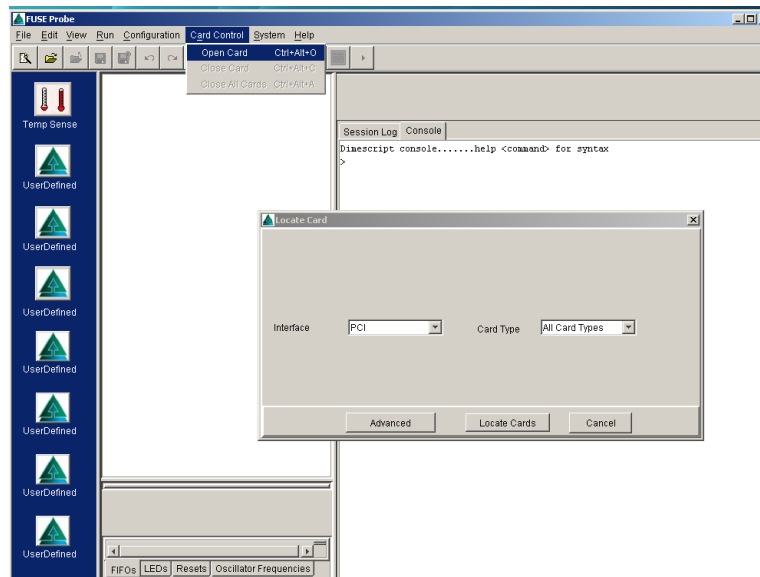 FUSE Probe
File Edit View Run Configuration Card Control System Help
Open Card Ctrl+Alt+O
Close Card Ctrl+Alt+C
Close All Cards Ctrl+Alt+A
Temp Sense
UserDefined
UserDefined
UserDefined
UserDefined
UserDefined
UserDefined
UserDefined
Session Log Console
Dimescript console.......help <command> for syntax
>
Locate Card
Interface PCI Card Type All Card Types
Advanced Locate Cards Cancel
FIFOs LEDs Resets Oscillator Frequencies